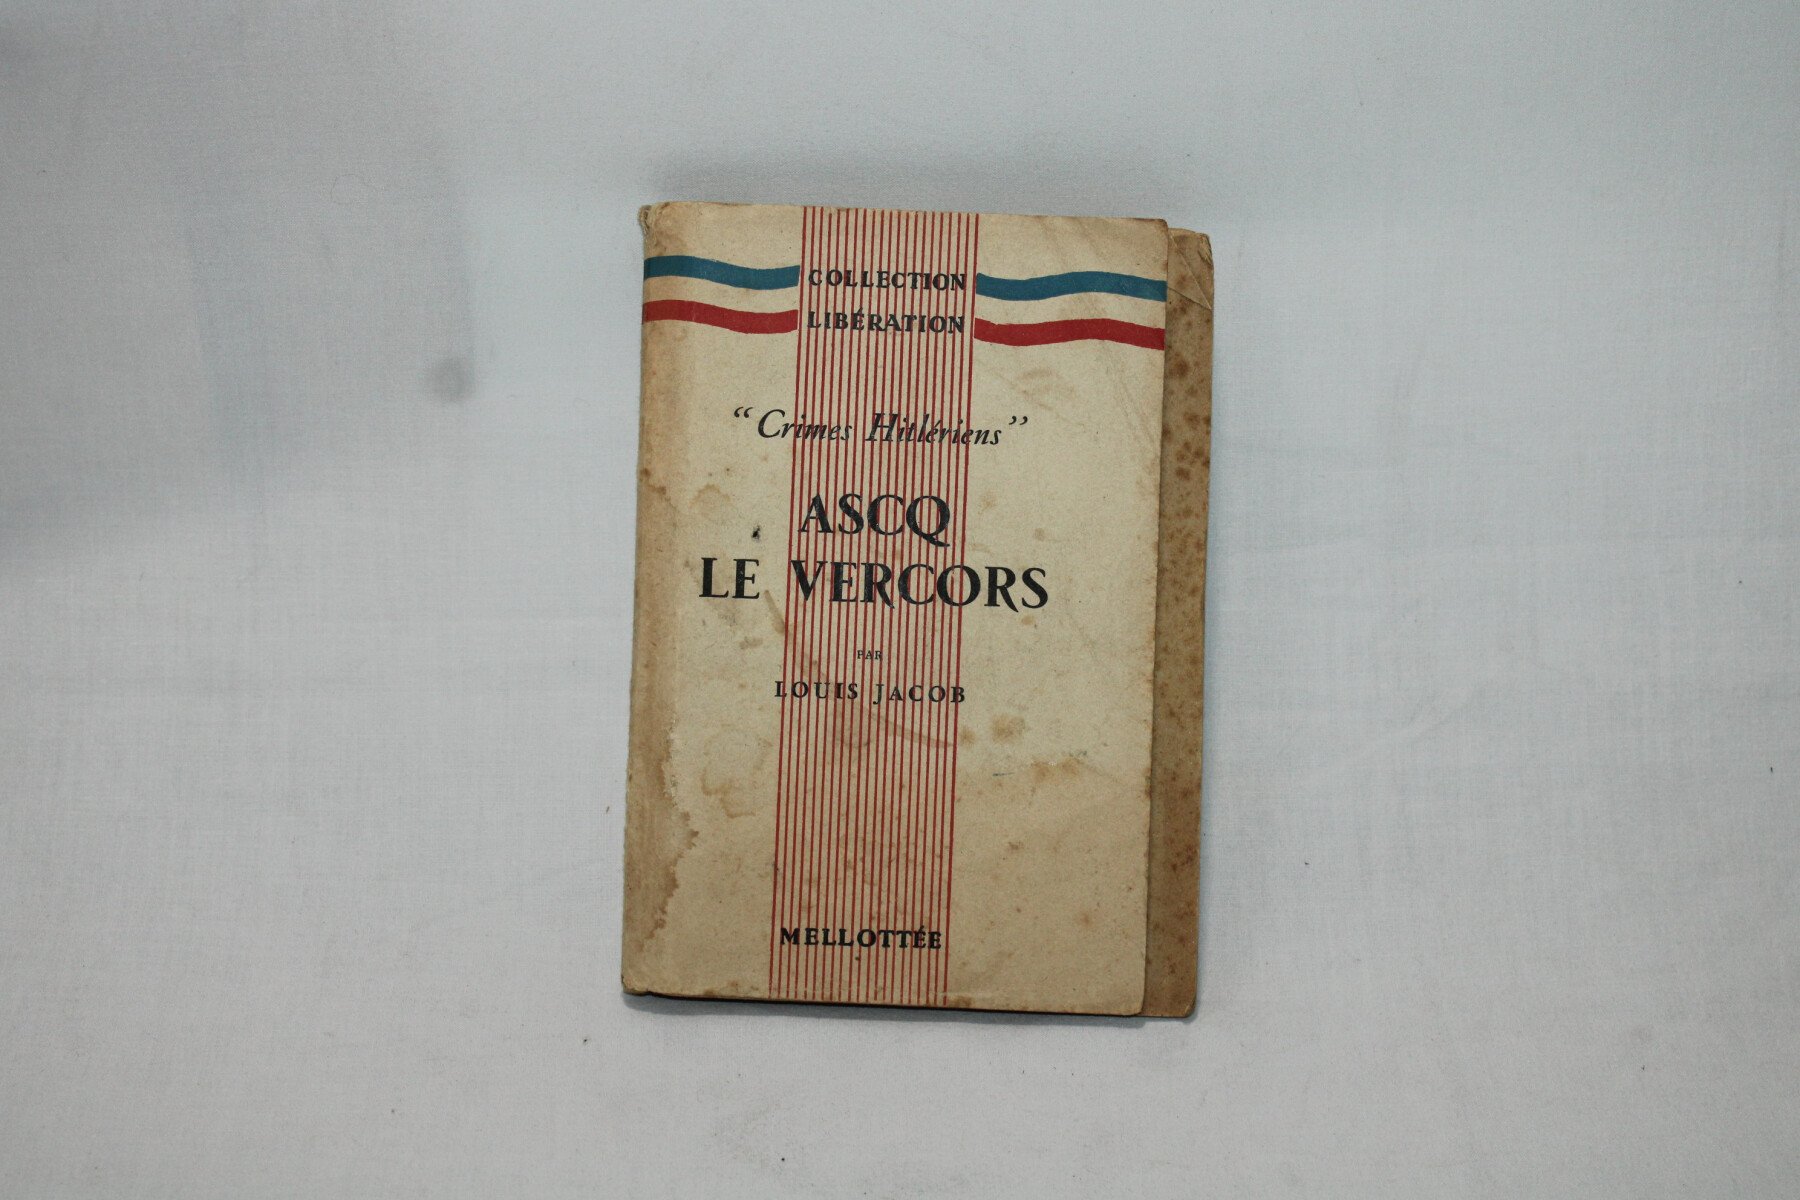 COLLECTION
LIBÉRATION
“Crimes Hitlériens”
ASCQ
LE VERCORS
PAR
LOUIS JACOB
MELLOTTÉE